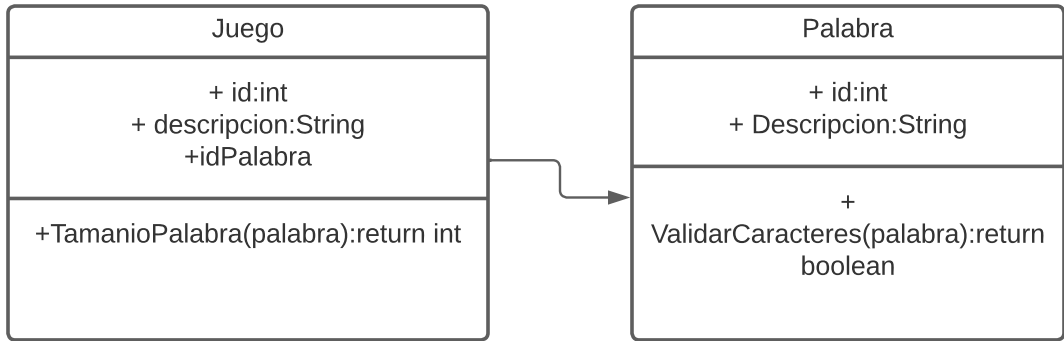 Juego
+ id:int
+ descripcion:String
+idPalabra
+TamanioPalabra(palabra):return int
Palabra
+ id:int
+ Descripcion:String
+
ValidarCaracteres(palabra):return
boolean